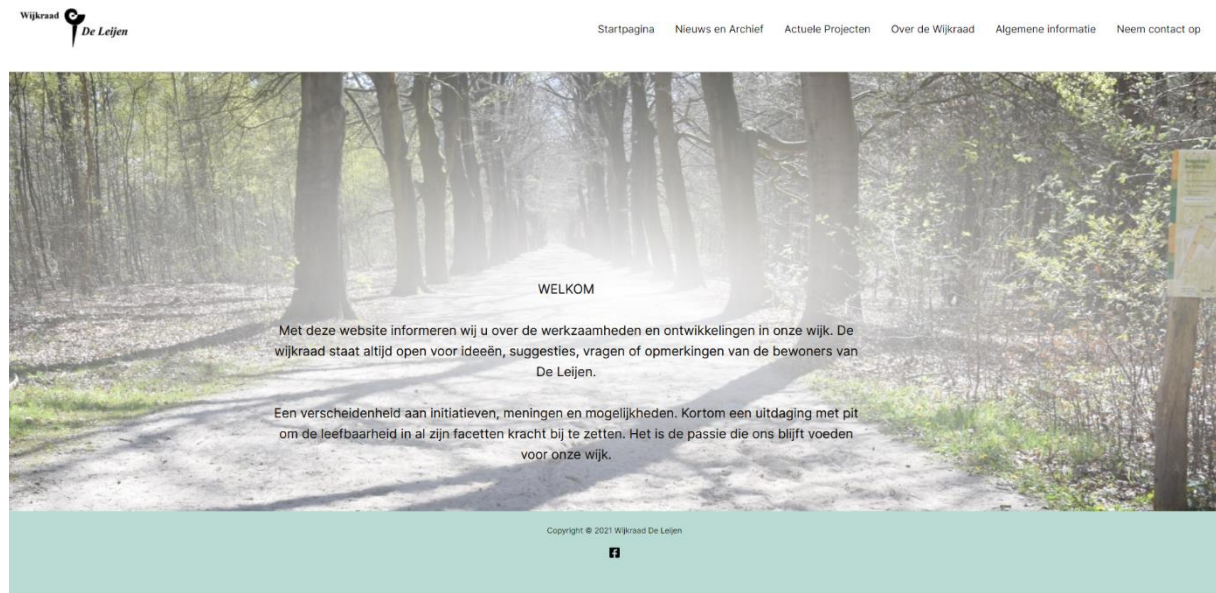 Wijkraad
De Leijen
Startpagina Nieuws en Archief Actuele Projecten Over de Wijkraad Algemene informatie Neem contact op
WELKOM
Met deze website informeren wij u over de werkzaamheden en ontwikkelingen in onze wijk. De
wijkraad staat altijd open voor ideeën, suggesties, vragen of opmerkingen van de bewoners van
De Leijen.
Een verscheidenheid aan initiatieven, meningen en mogelijkheden. Kortom een uitdaging met pit
om de leefbaarheid in al zijn facetten kracht bij te zetten. Het is de passie die ons blijft voeden
voor onze wijk.
Copyright © 2021 Wijkraad De Leijen